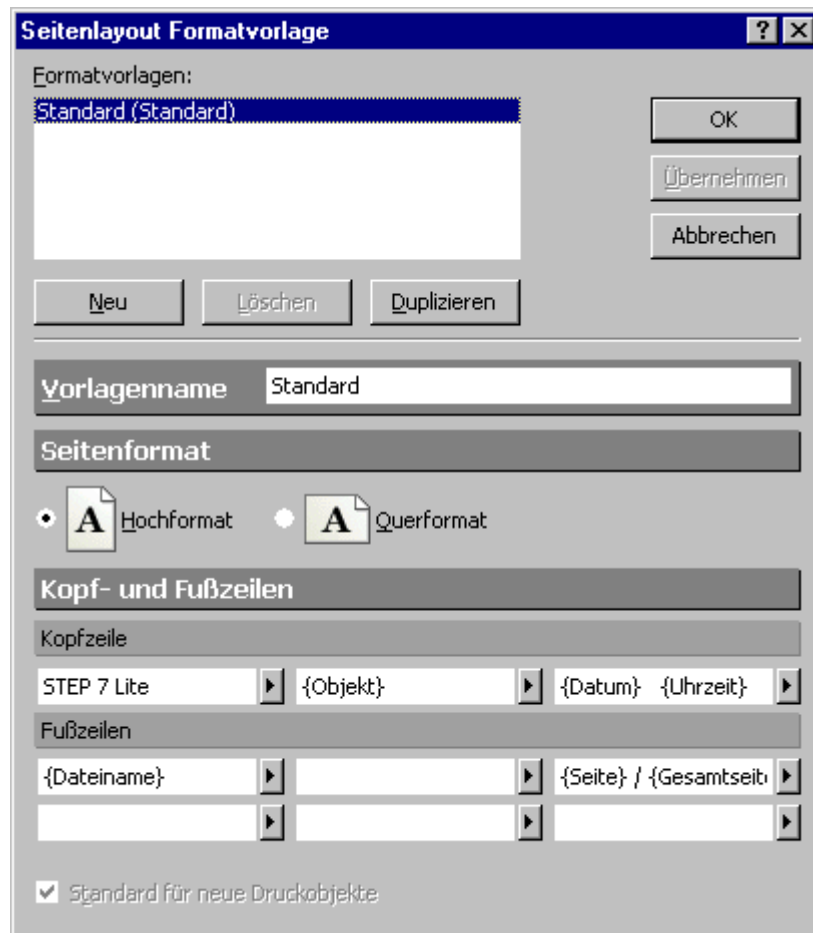 Seitenlayout Formatvorlage
Formatvorlagen:
Standard (Standard)
OK
Übernehmen
Abbrechen
Neu Löschen Duplizieren
Vorlagenname Standard
Seitenformat
A Hochformat A Querformat
Kopf- und Fußzeilen
Kopfzeile
STEP 7 Lite {Objekt} {Datum} {Uhrzeit}
Fußzeilen
{Dateiname} {Seite} / {Gesamtseit
Standard für neue Druckobjekte